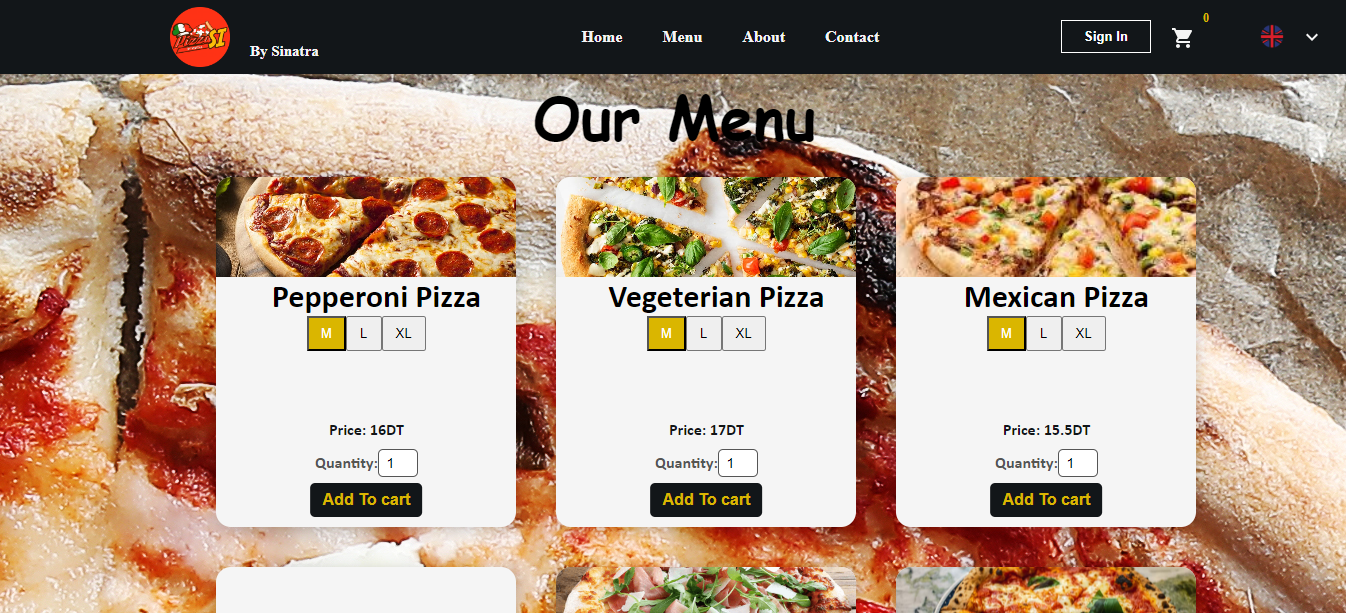 PizzaSI
By Sinatra
Home
Menu
About
Contact
Sign In
0
Our Menu
Pepperoni Pizza
M
L
XL
Price: 16DT
Quantity: 1
Add To cart
Vegeterian Pizza
M
L
XL
Price: 17DT
Quantity: 1
Add To cart
Mexican Pizza
M
L
XL
Price: 15.5DT
Quantity: 1
Add To cart